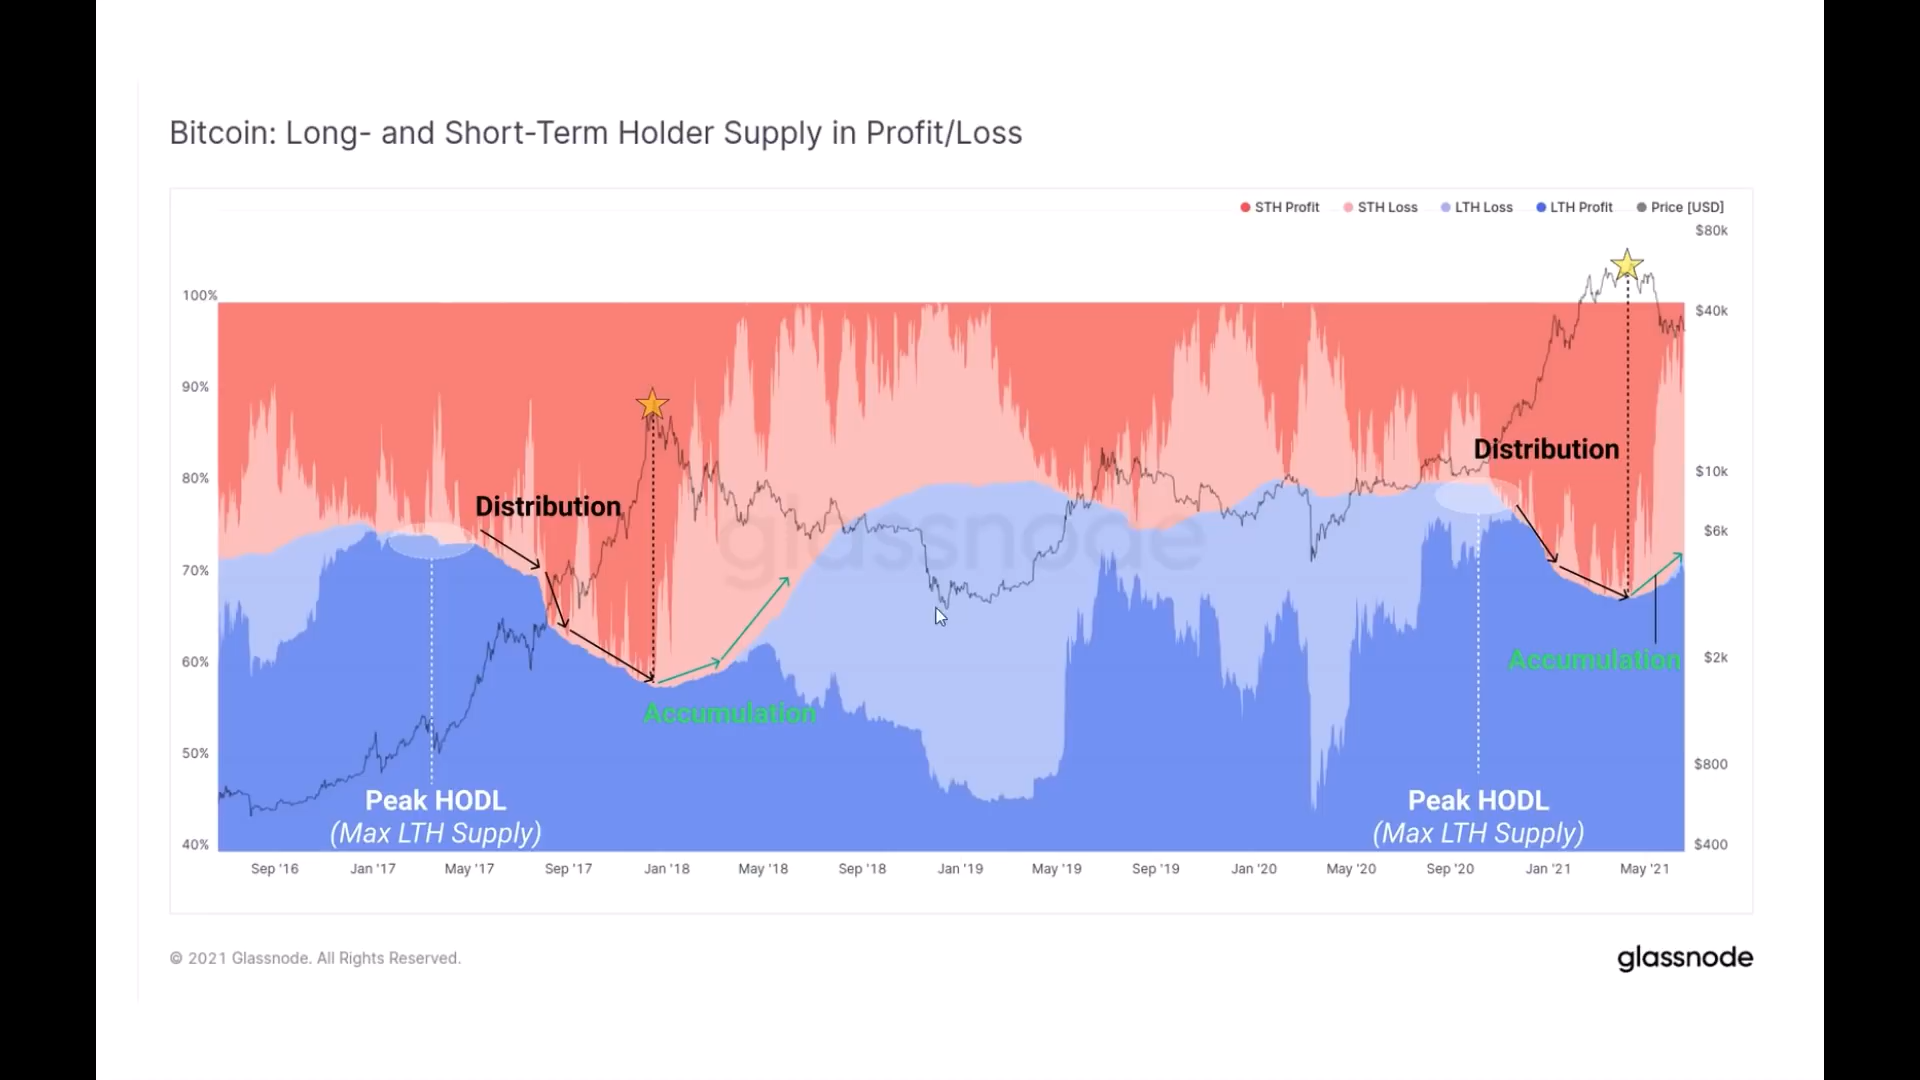 Bitcoin: Long- and Short-Term Holder Supply in Profit/Loss
STH Profit STH Loss LTH Loss LTH Profit Price [USD]
$80k
100%
$40k
90%
Distribution
80%
$10k
Distribution
glassnode
$6k
70%
60%
$2k
Accumulation
Accumulation
50%
$800
Peak HODL
(Max LTH Supply)
Peak HODL
(Max LTH Supply)
40%
$400
Sep '16 Jan '17 May '17 Sep '17 Jan '18 May '18 Sep '18 Jan '19 May '19 Sep '19 Jan '20 May '20 Sep '20 Jan '21 May '21
© 2021 Glassnode. All Rights Reserved.
glassnode